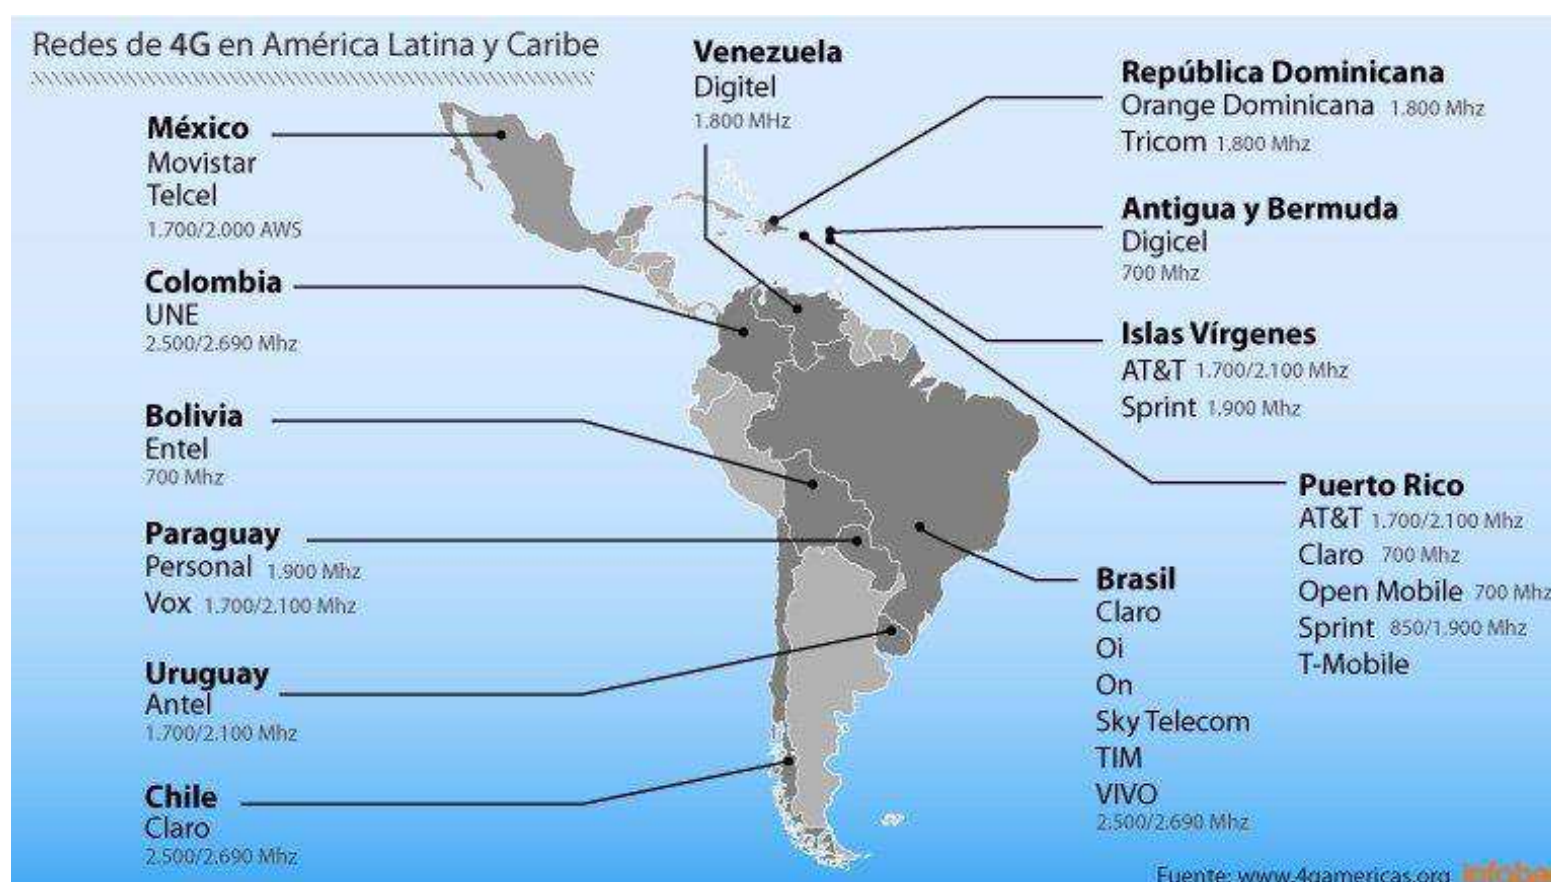 Redes de 4G en América Latina y Caribe
México
Movistar
Telcel
1.700/2.000 AWS
Colombia
UNE
2.500/2.690 Mhz
Bolivia
Entel
700 Mhz
Paraguay
Personal 1.900 Mhz
Vox 1.700/2.100 Mhz
Uruguay
Antel
1.700/2.100 Mhz
Chile
Claro
2.500/2.690 Mhz
Venezuela
Digitel
1.800 MHz
República Dominicana
Orange Dominicana 1.800 Mhz
Tricom 1.800 Mhz
Antigua y Bermuda
Digicel
700 Mhz
Islas Vírgenes
AT&T 1.700/2.100 Mhz
Sprint 1.900 Mhz
Puerto Rico
AT&T 1.700/2.100 Mhz
Claro 700 Mhz
Open Mobile 700 Mhz
Sprint 850/1.900 Mhz
T-Mobile
Brasil
Claro
Oi
On
Sky Telecom
TIM
VIVO
2.500/2.690 Mhz
Fuente: www.4gamericas.org